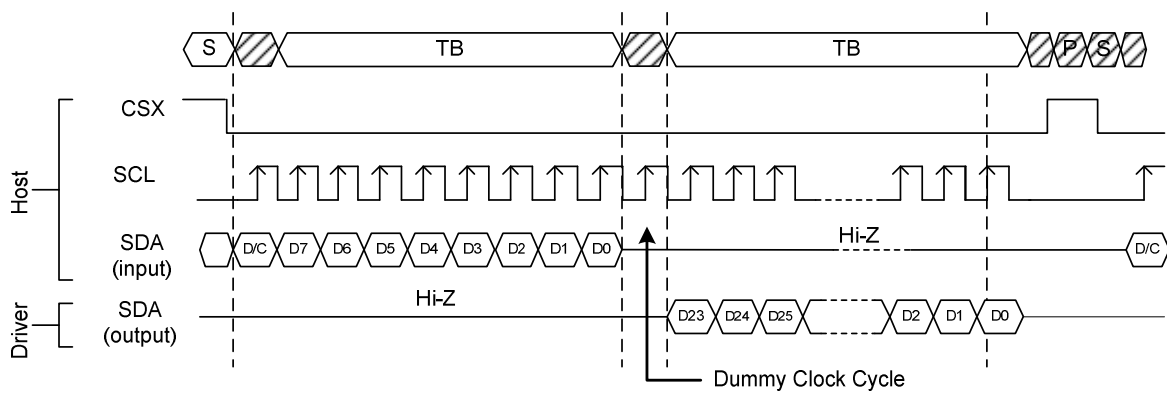 S TB TB P S
Host
CSX
SCL
SDA
(input)
D/C D7 D6 D5 D4 D3 D2 D1 D0 Hi-Z D/C
Driver
SDA
(output)
Hi-Z D23 D24 D25 D2 D1 D0
Dummy Clock Cycle